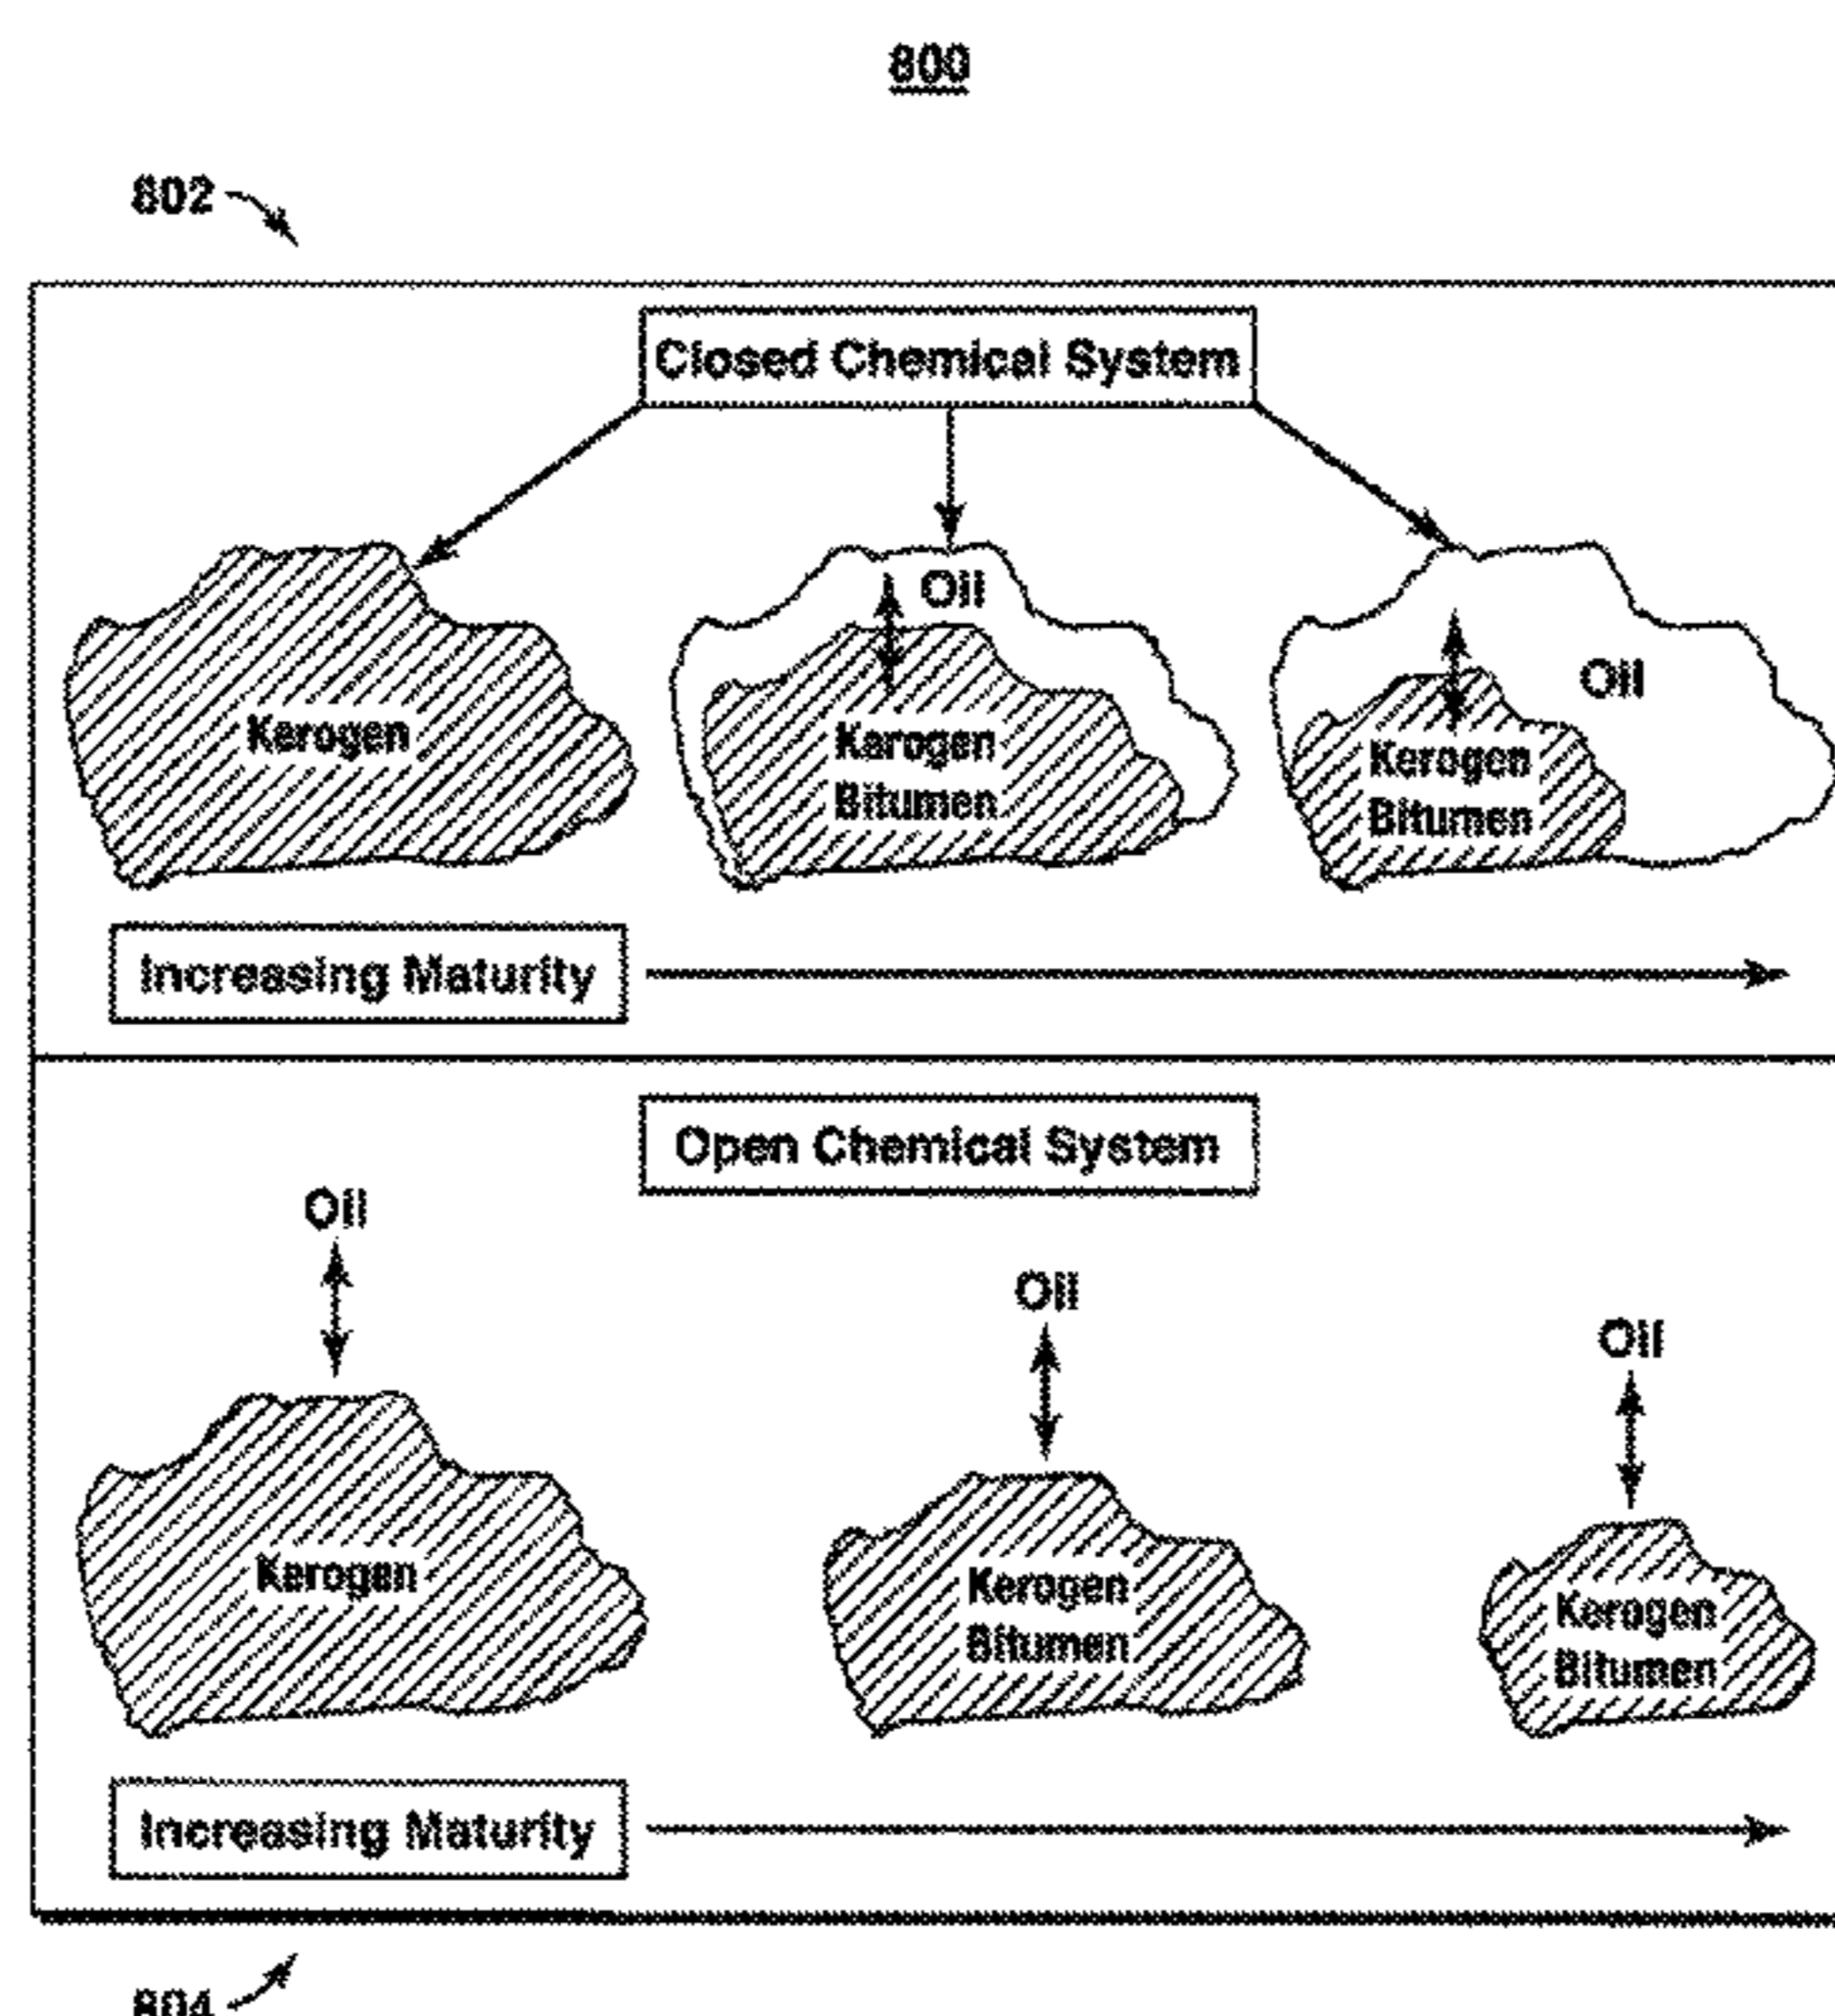 800
802
Closed Chemical System
Oil
Oil
Kerogen
Karogen
Bitumen
Kerogen
Bitumen
Increasing Maturity
Open Chemical System
Oil
Oil
Oil
Kerogen
Kerogen
Bitumen
Kerogen
Bitumen
Increasing Maturity
804